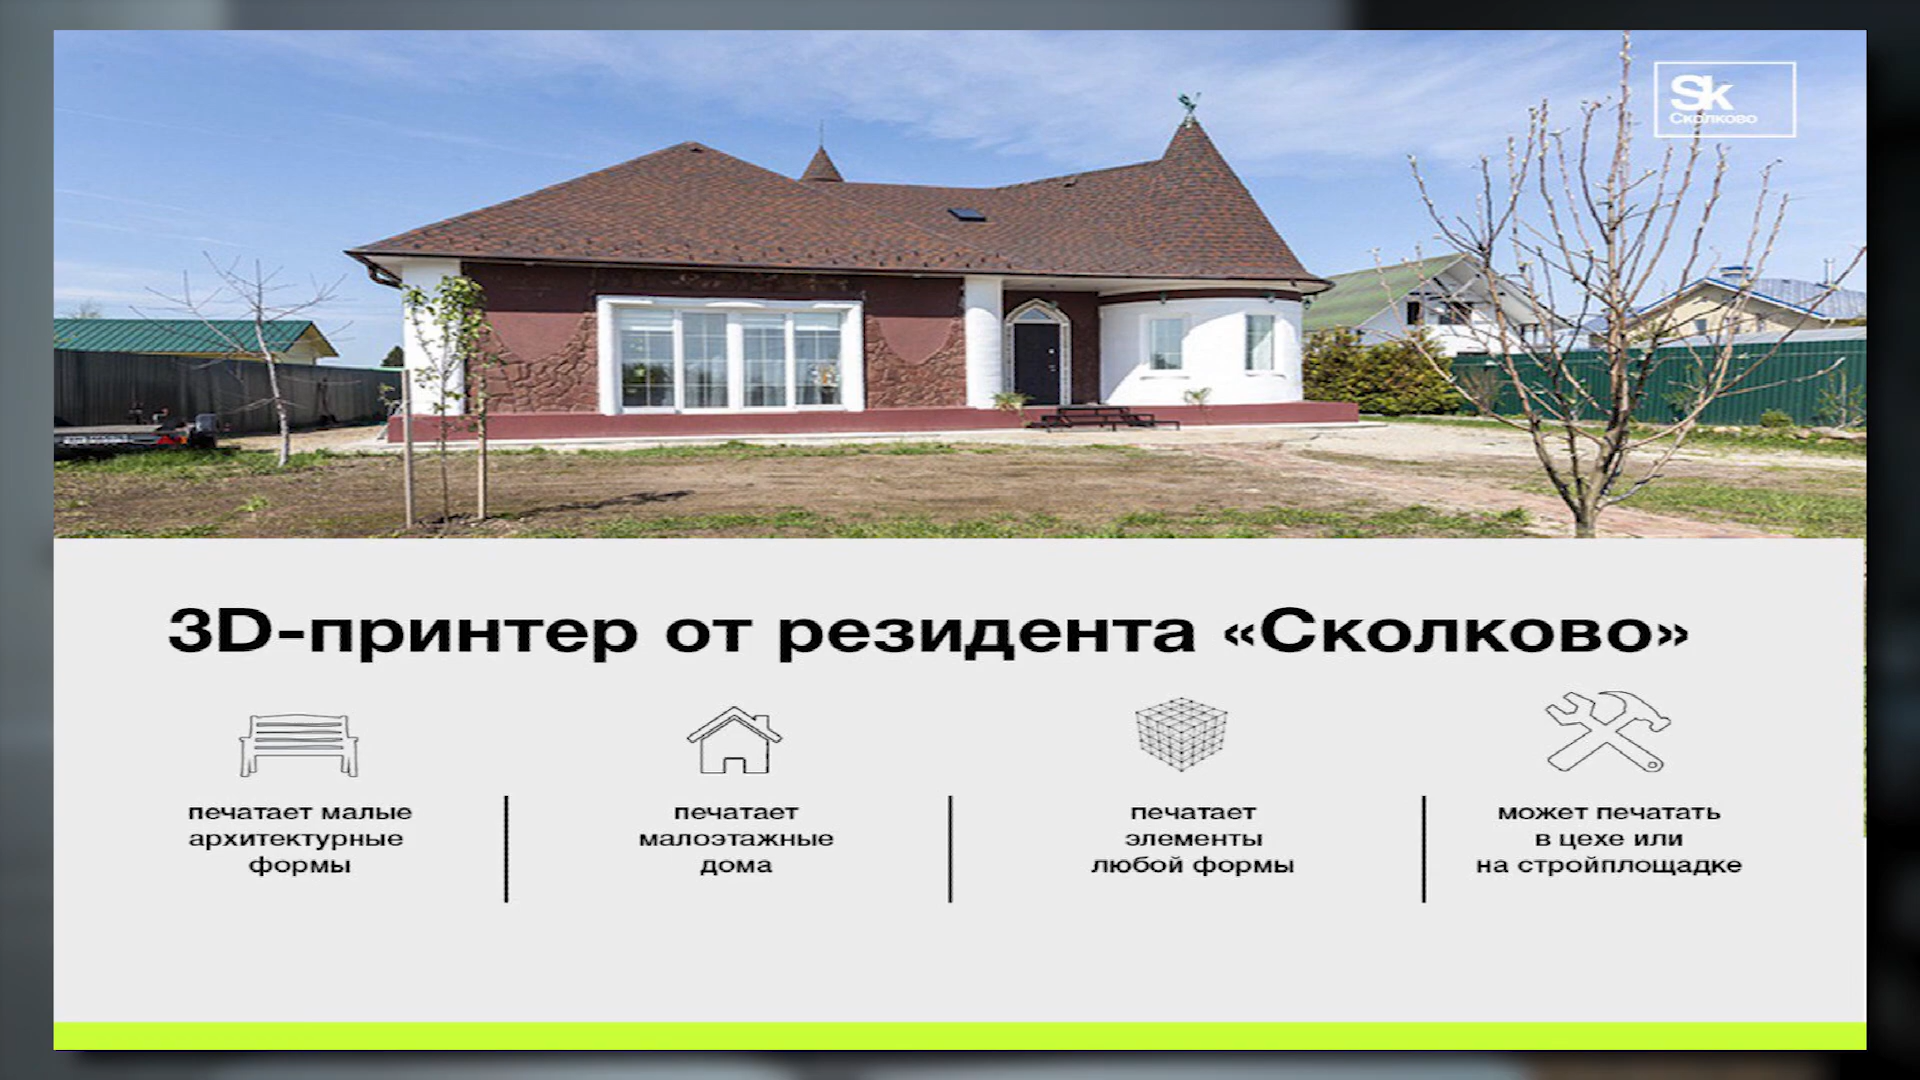 Sk
Сколково
3D-принтер от резидента «Сколково»
печатает малые
архитектурные
формы
печатает
малоэтажные
дома
печатает
элементы
любой формы
может печатать
в цехе или
на стройплощадке